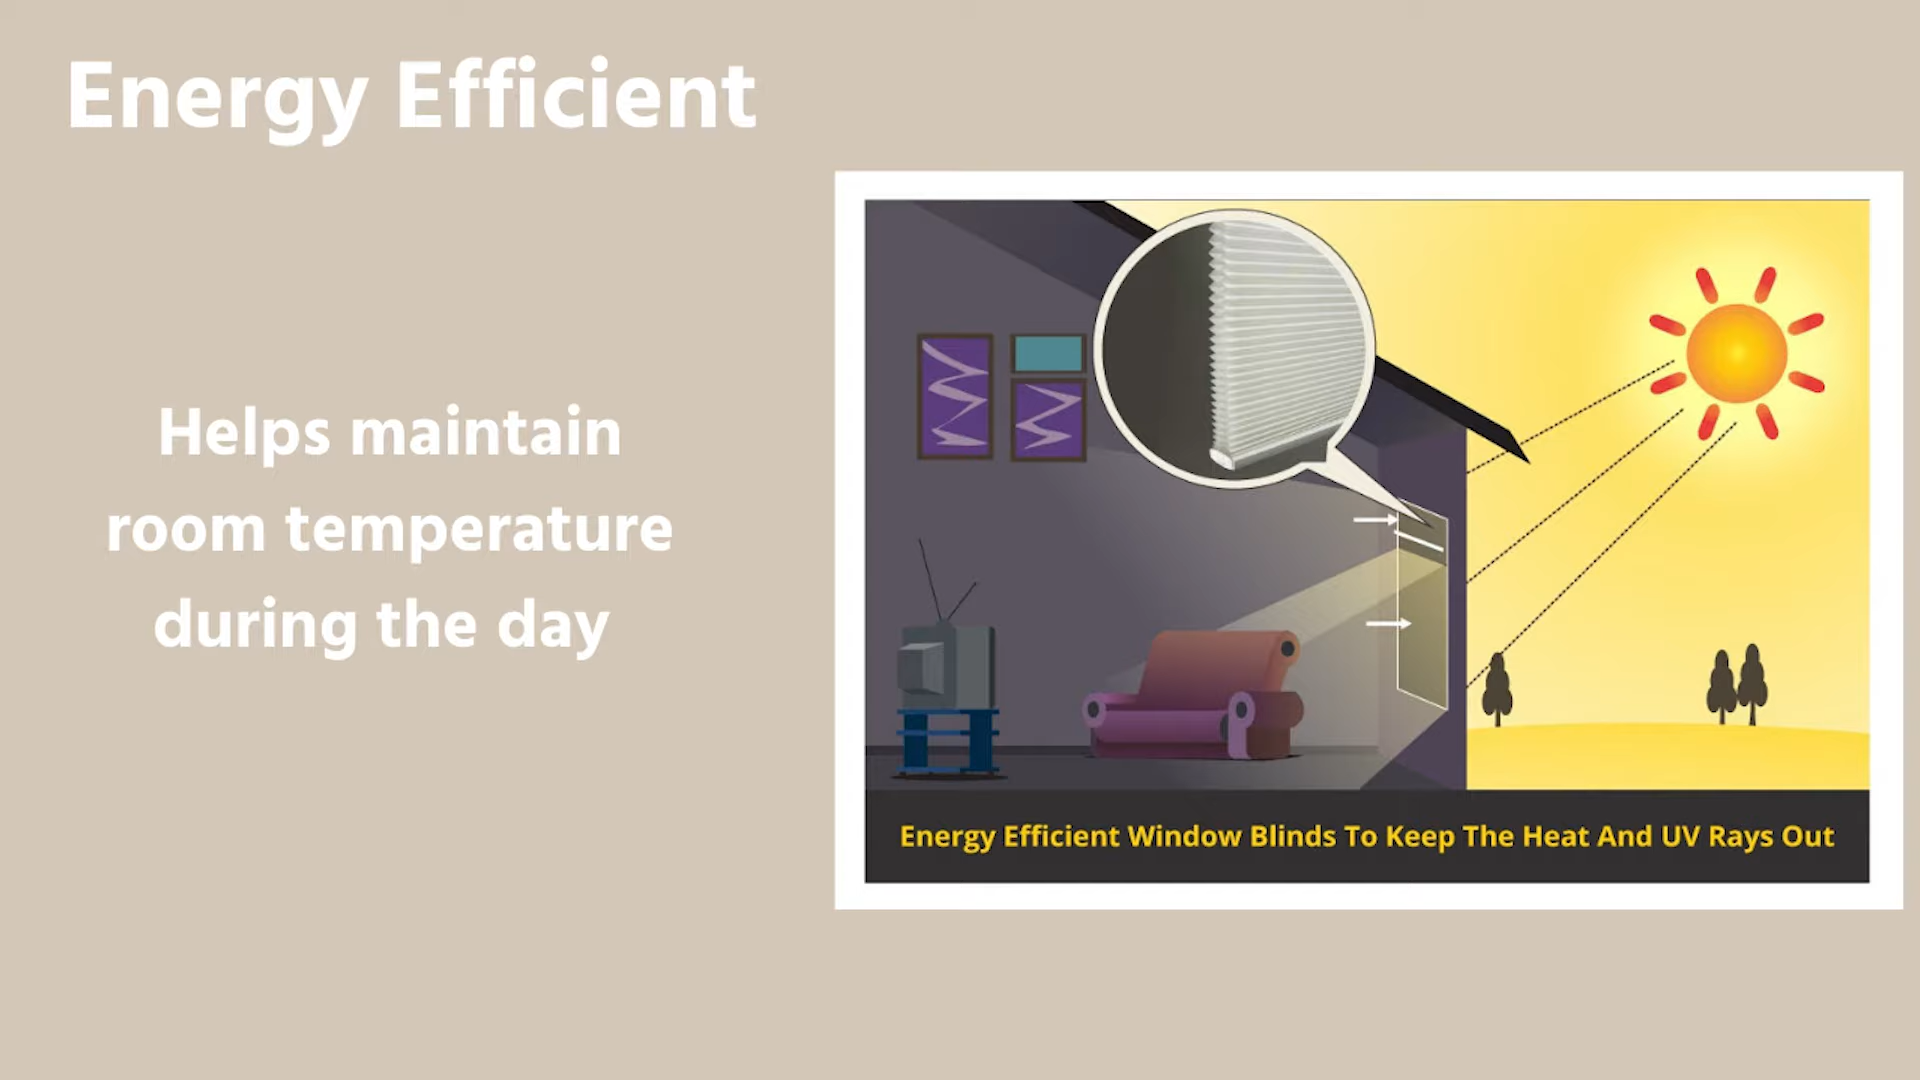 Energy Efficient
Helps maintain
room temperature
during the day
Energy Efficient Window Blinds To Keep The Heat And UV Rays Out